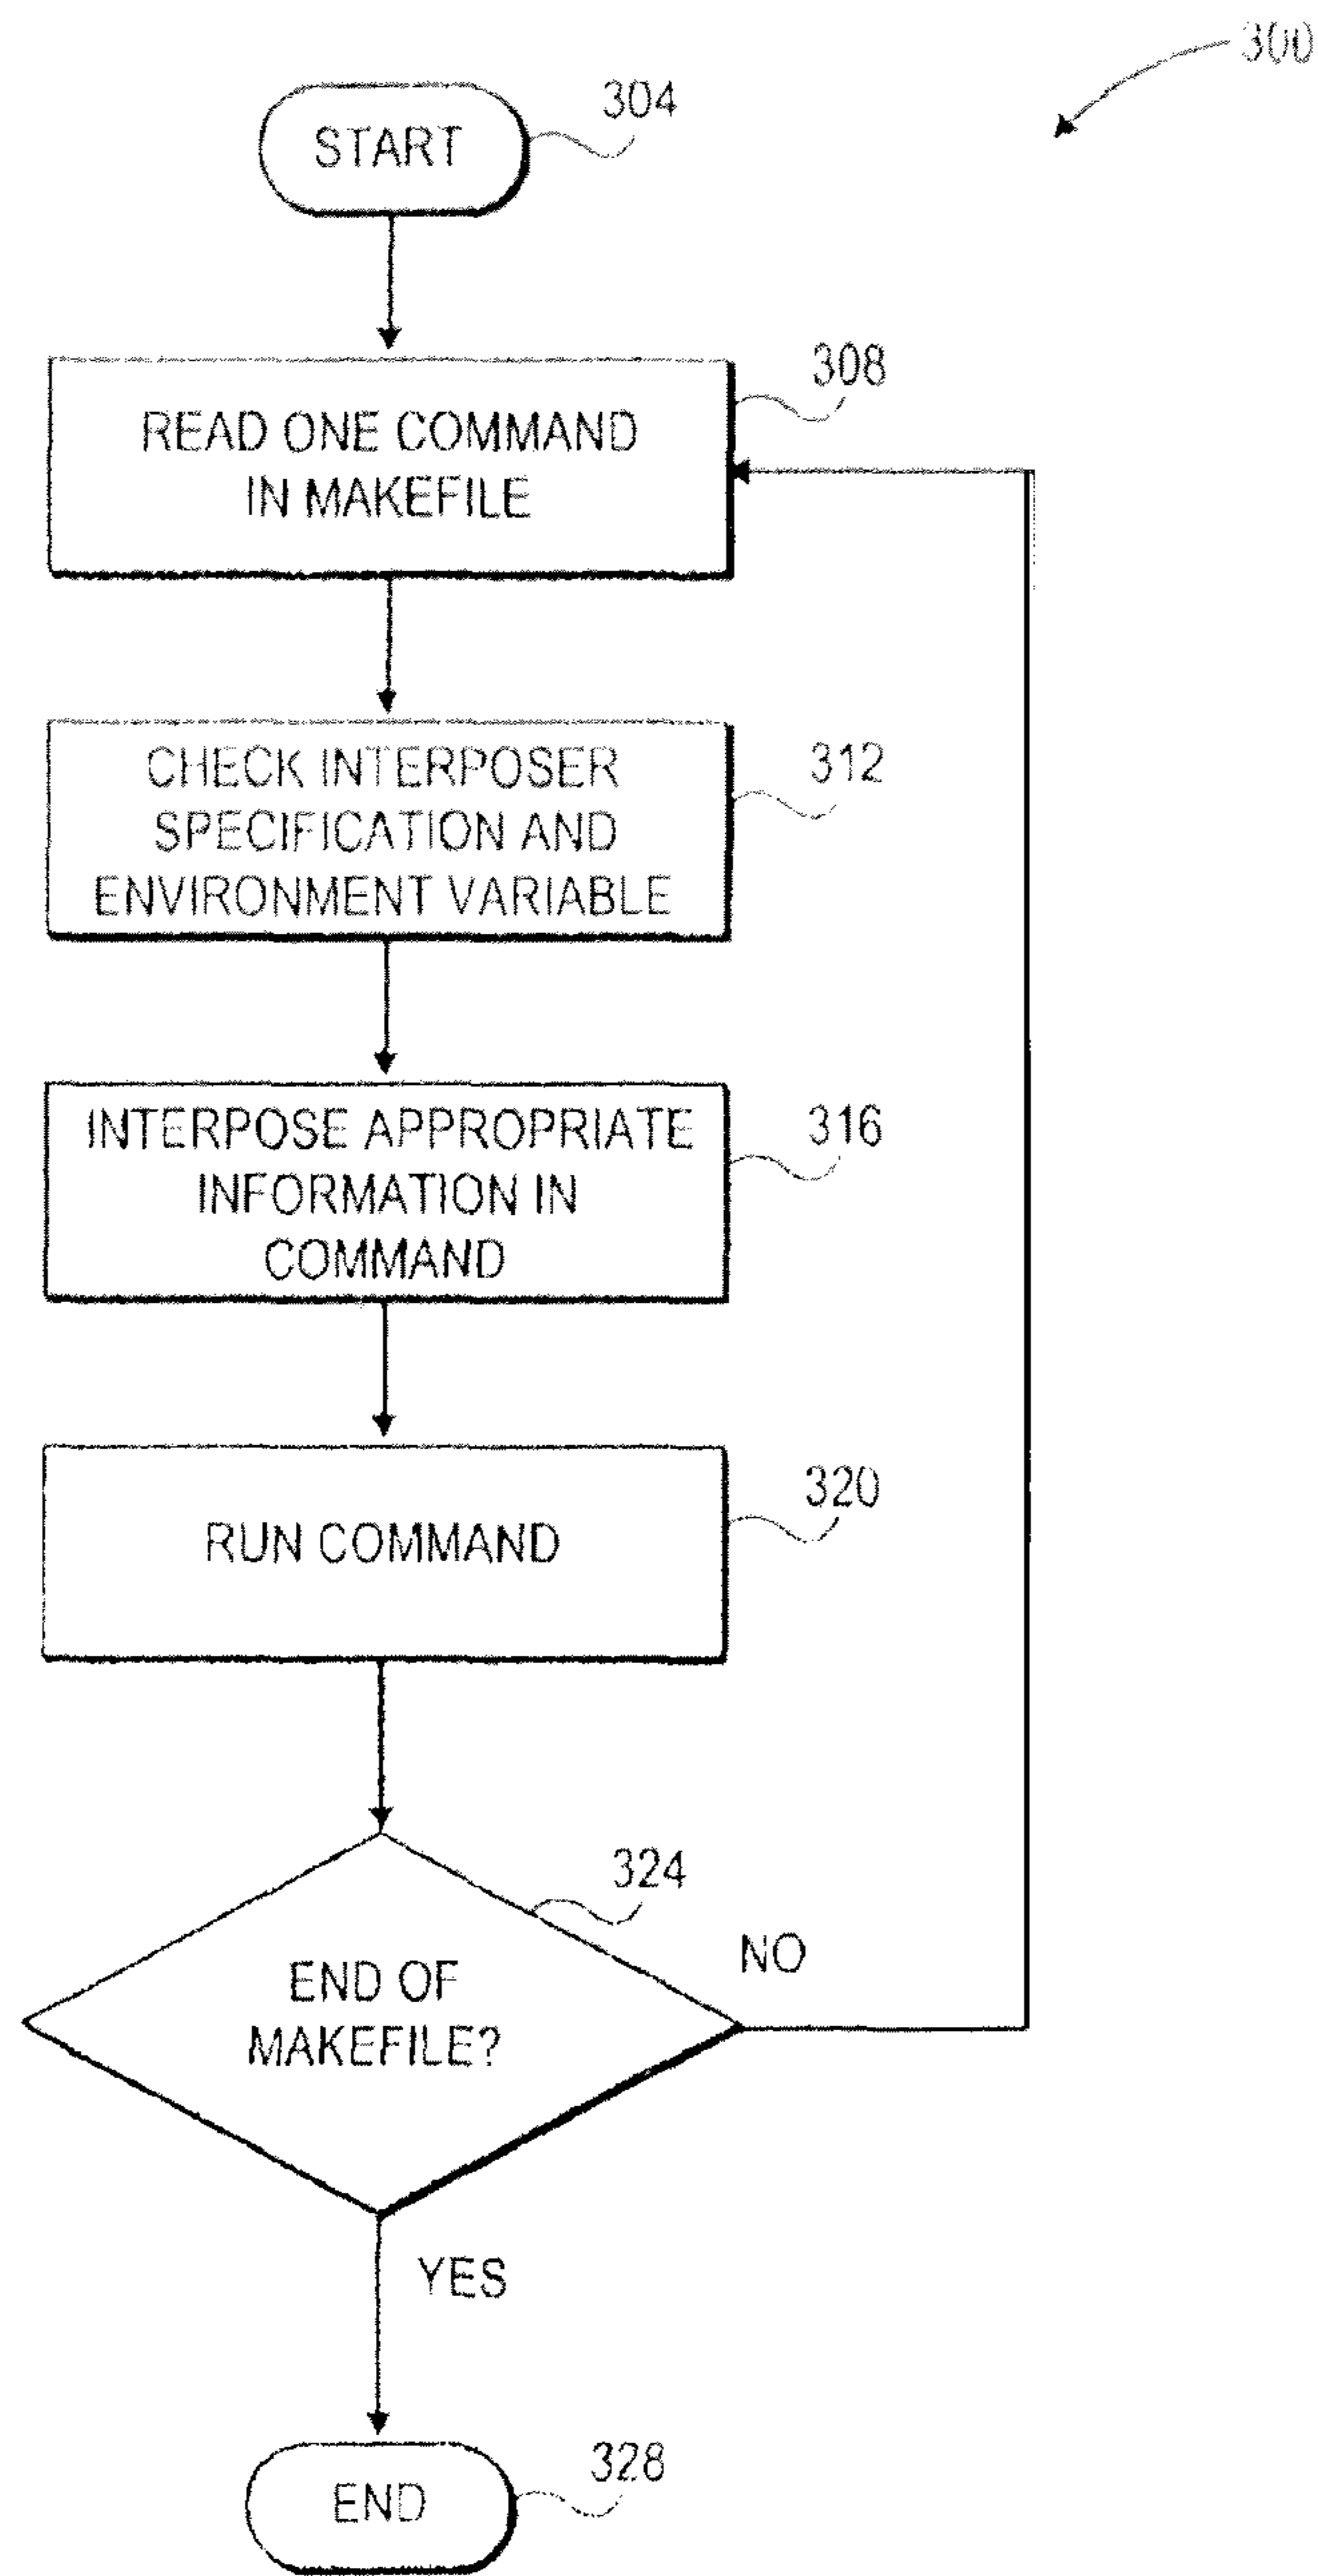 300
304
START
308
READ ONE COMMAND
IN MAKEFILE
312
CHECK INTERPOSER
SPECIFICATION AND
ENVIRONMENT VARIABLE
316
INTERPOSE APPROPRIATE
INFORMATION IN
COMMAND
320
RUN COMMAND
324
NO
END OF
MAKEFILE?
YES
328
END